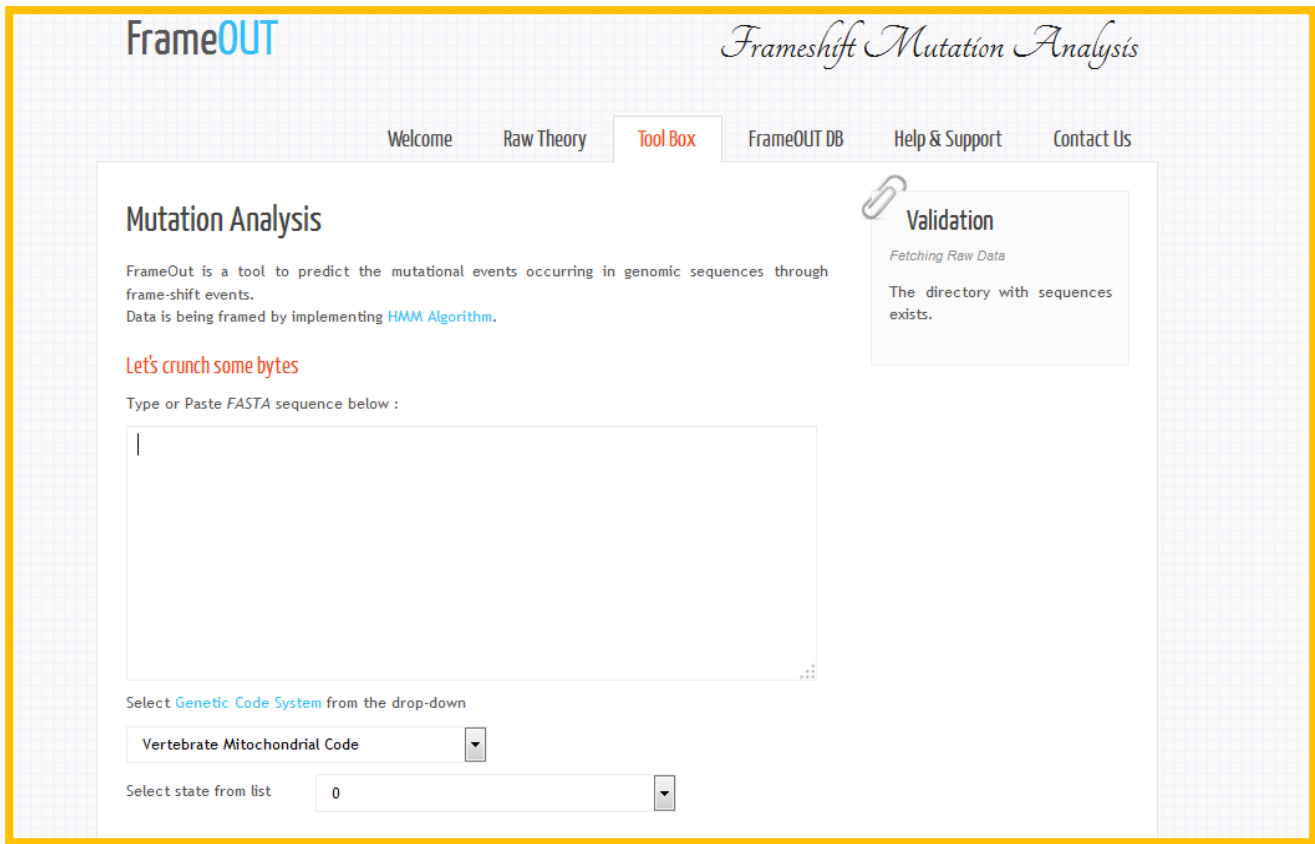 FrameOUT
Frameshift Mutation Analysis
Welcome Raw Theory Tool Box FrameOUT DB Help & Support Contact Us
Mutation Analysis
FrameOut is a tool to predict the mutational events occurring in genomic sequences through
frame-shift events.
Data is being framed by implementing HMM Algorithm.
Let's crunch some bytes
Type or Paste FASTA sequence below :
Select Genetic Code System from the drop-down
Vertebrate Mitochondrial Code
Select state from list 0
Validation
Fetching Raw Data
The directory with sequences
exists.